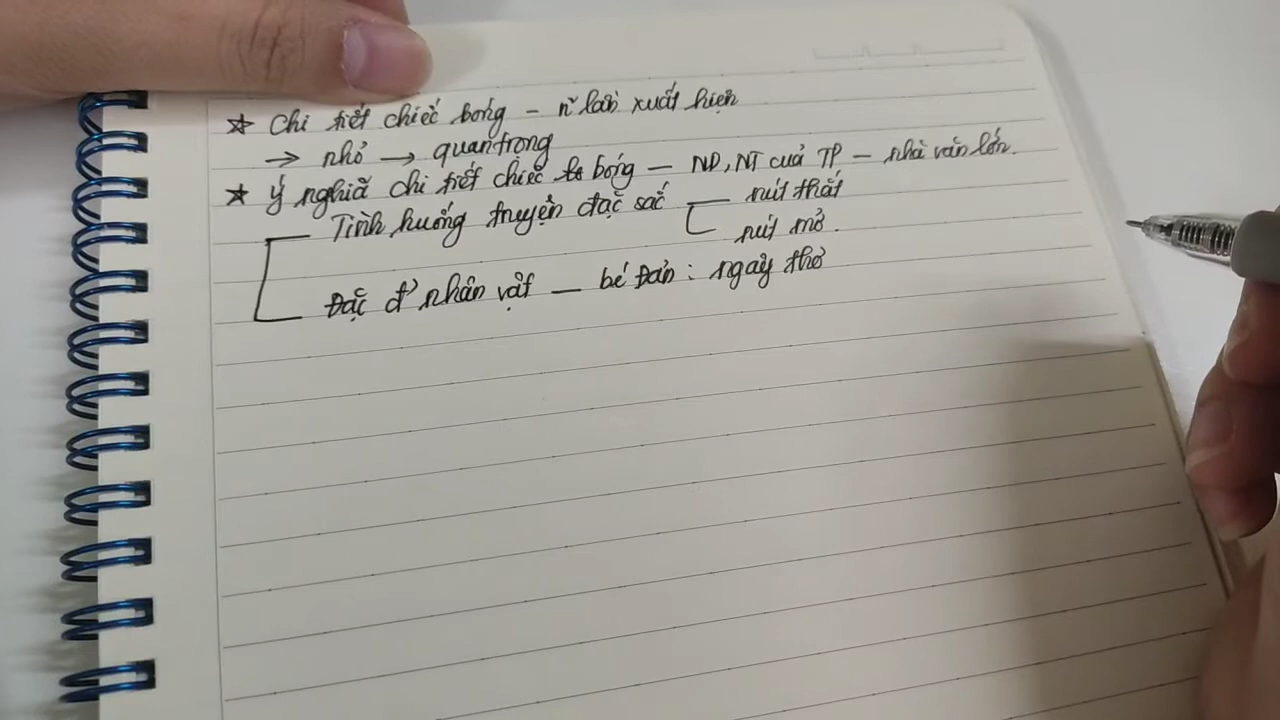 ☆ Chi tiết chiếc bóng - n~ lần xuất hiện
→ nhỏ → quan trọng
☆ Ý nghĩa chi tiết chiếc bóng - ND, NT của TP - nhà văn lớn.
Tình huống truyện đặc sắc - nút thắt
nút mở.
Đặc đ' nhân vật - bé Đản: ngây thơ